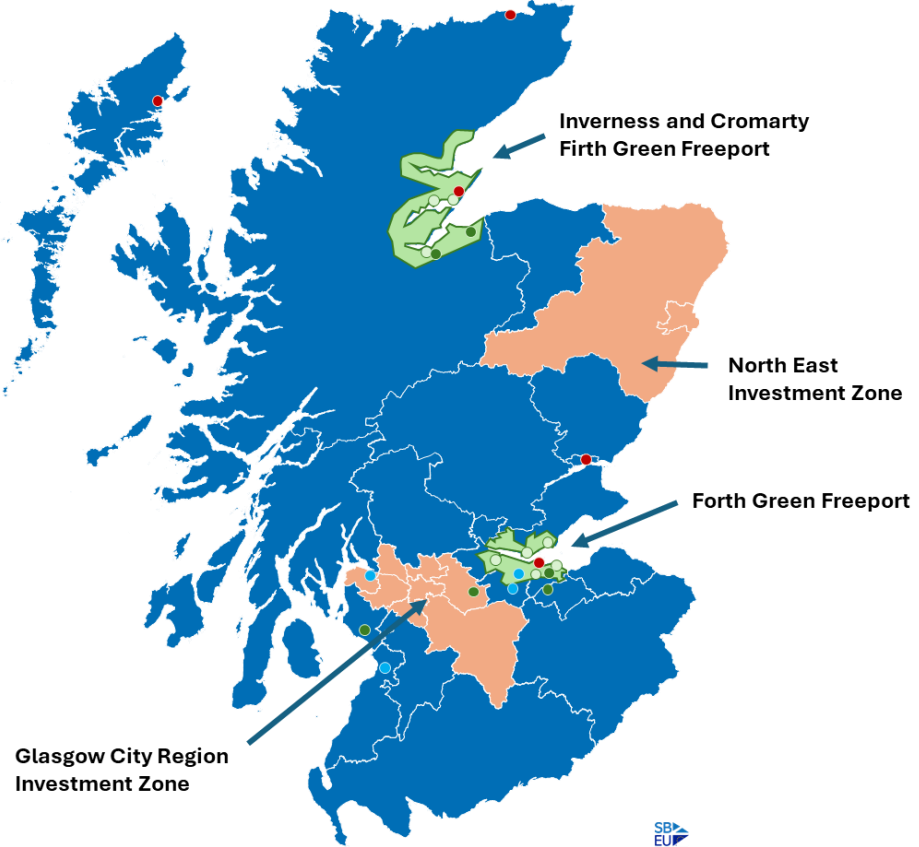 Inverness and Cromarty
Firth Green Freeport
North East
Investment Zone
Forth Green Freeport
Glasgow City Region
Investment Zone
SB
EU